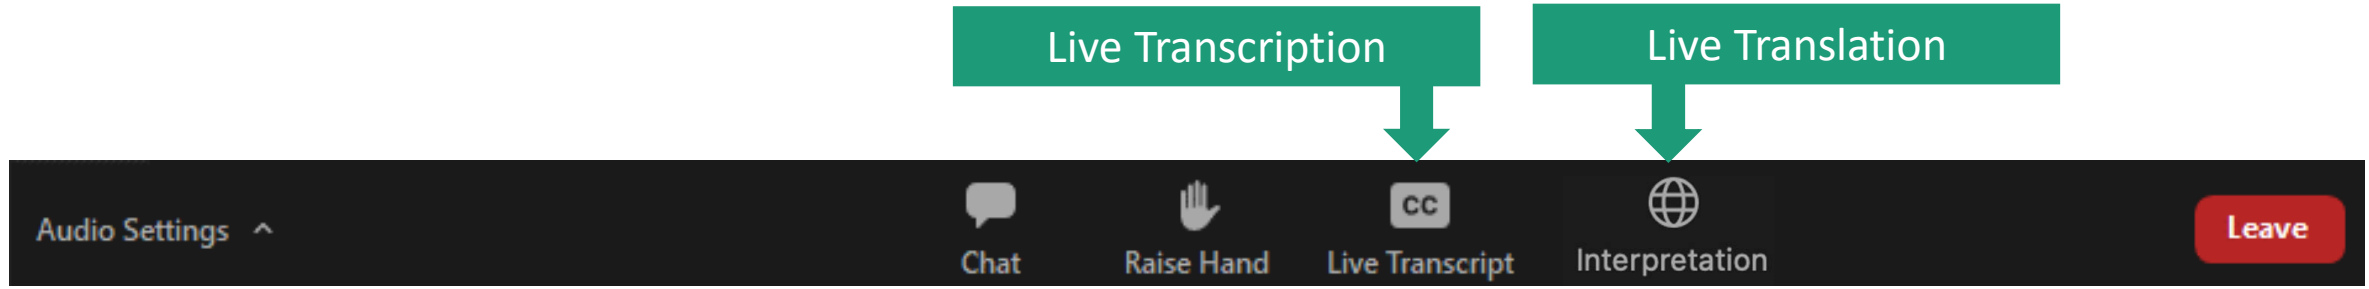 Live Transcription
Live Translation
Audio Settings
CC
Chat
Raise Hand
Live Transcript
Interpretation
Leave